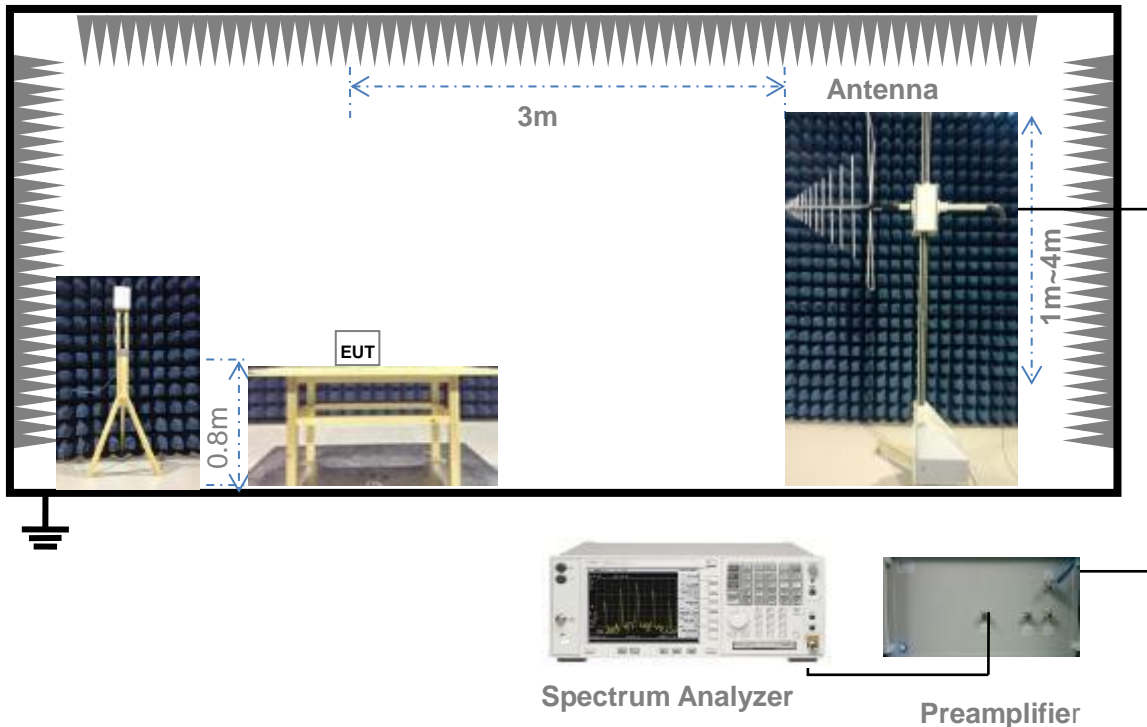 Antenna
3m
1m~4m
EUT
0.8m
Spectrum Analyzer
Preamplifier